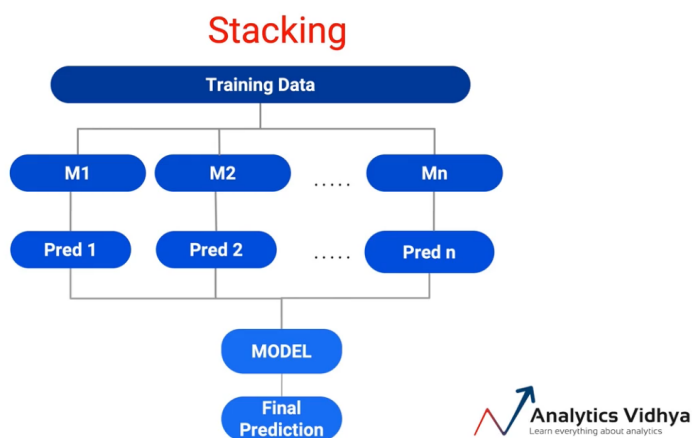 Stacking
Training Data
M1 M2 ..... Mn
Pred 1 Pred 2 ..... Pred n
MODEL
Final
Prediction
Analytics Vidhya
Learn everything about analytics